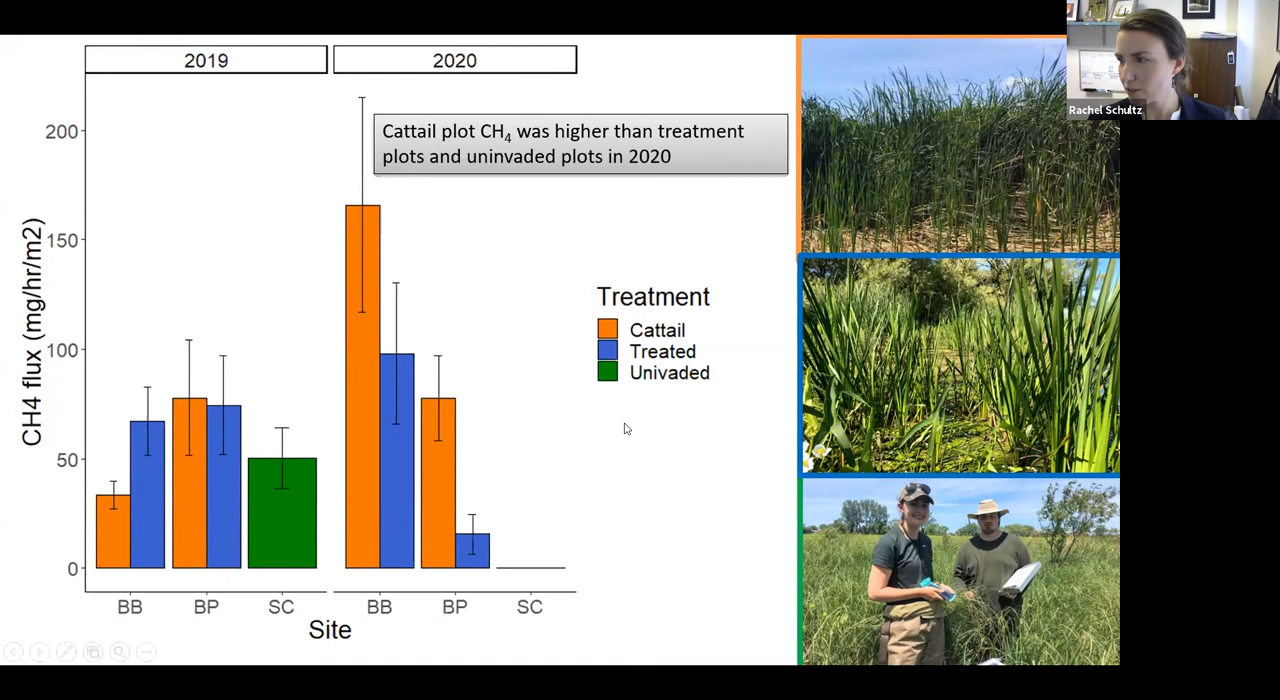 2019
2020
Cattail plot CH₄ was higher than treatment
plots and uninvaded plots in 2020
CH4 flux (mg/hr/m2)
200
150
100
50
0
Treatment
Cattail
Treated
Univaded
BB
BP
SC
BB
BP
SC
Site
Rachel Schultz